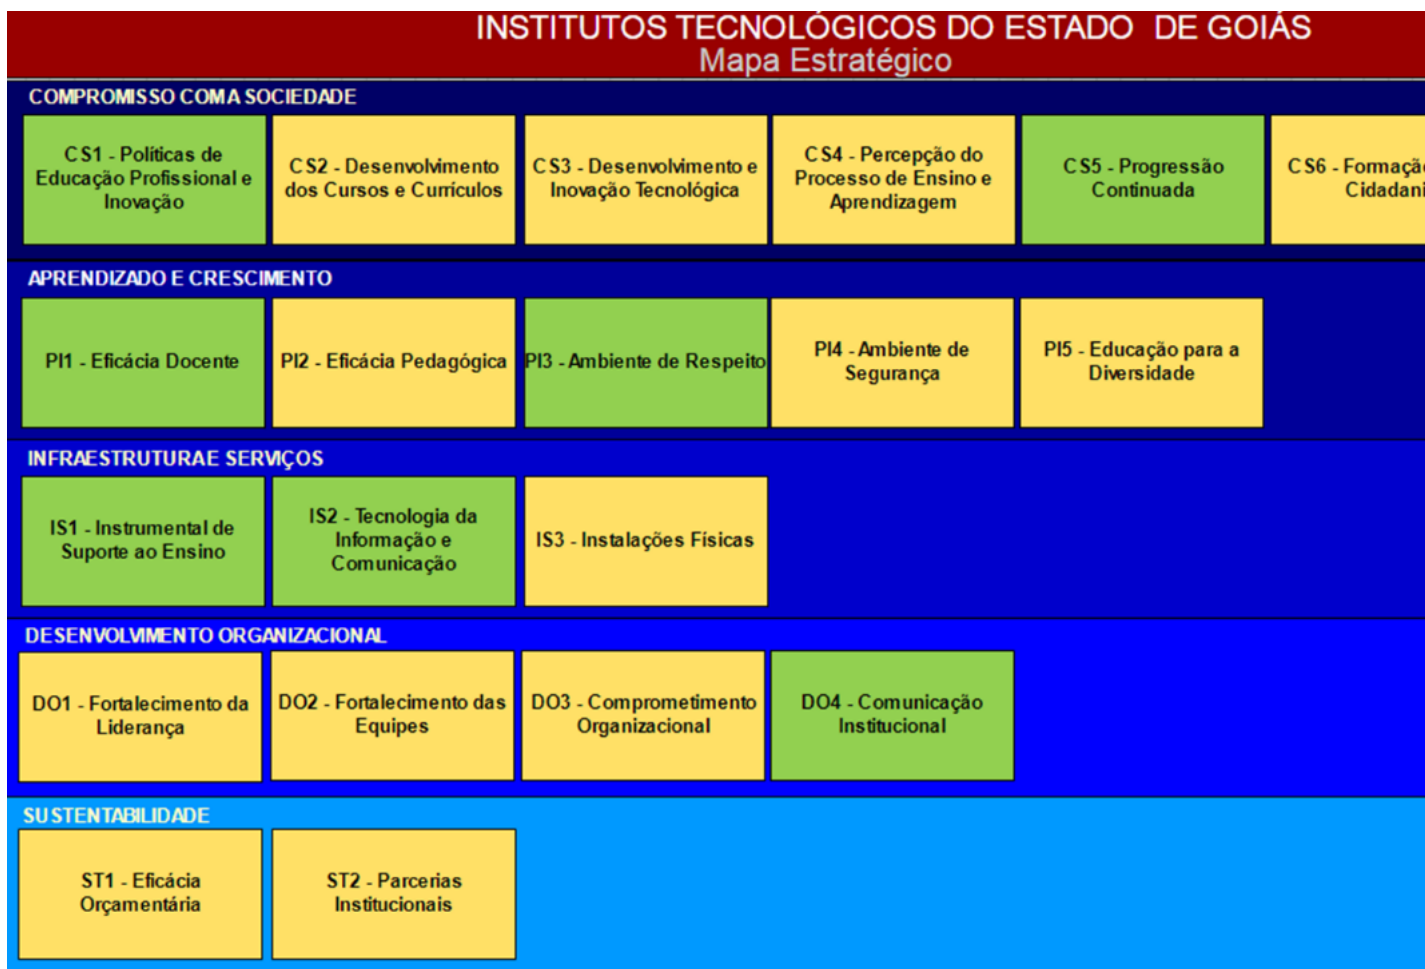 INSTITUTOS TECNOLÓGICOS DO ESTADO DE GOIÁS
Mapa Estratégico
COMPROMISSO COM A SOCIEDADE
CS1 - Políticas de
Educação Profissional e
Inovação
CS2 - Desenvolvimento
dos Cursos e Currículos
CS3 - Desenvolvimento e
Inovação Tecnológica
CS4 - Percepção do
Processo de Ensino e
Aprendizagem
CS5 - Progressão
Continuada
CS6 -
APRENDIZADO E CRESCIMENTO
PI1 - Eficácia Docente
PI2 - Eficácia Pedagógica
PI3 - Ambiente de Respeito
PI4 - Ambiente de
Segurança
PI5 - Educação para a
Diversidade
INFRAESTRUTURA E SERVIÇOS
IS1 - Instrumental de
Suporte ao Ensino
IS2 - Tecnologia da
Informação e
Comunicação
IS3 - Instalações Físicas
DESENVOLVIMENTO ORGANIZACIONAL
DO1 - Fortalecimento da
Liderança
DO2 - Fortalecimento das
Equipes
DO3 - Comprometimento
Organizacional
DO4 - Comunicação
Institucional
SUSTENTABILIDADE
ST1 - Eficácia
Orçamentária
ST2 - Parcerias
Institucionais